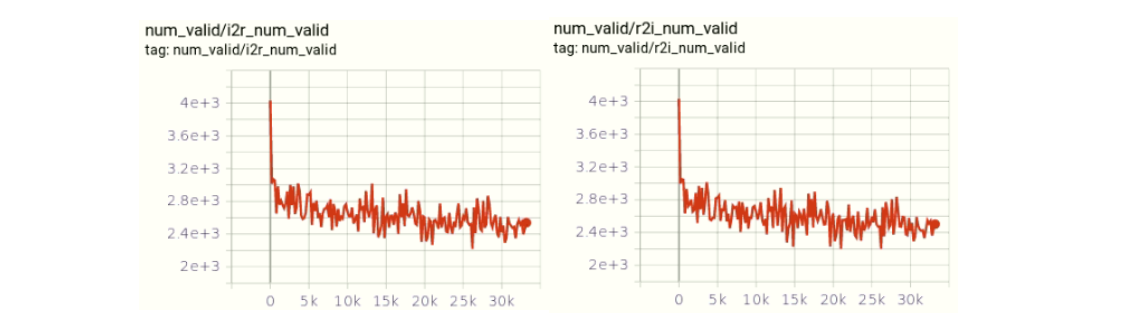 num_valid/i2r_num_valid
tag: num_valid/i2r_num_valid
4e+3
3.6e+3
3.2e+3
2.8e+3
2.4e+3
2e+3
0 5k 10k 15k 20k 25k 30k
num_valid/r2i_num_valid
tag: num_valid/r2i_num_valid
4e+3
3.6e+3
3.2e+3
2.8e+3
2.4e+3
2e+3
0 5k 10k 15k 20k 25k 30k